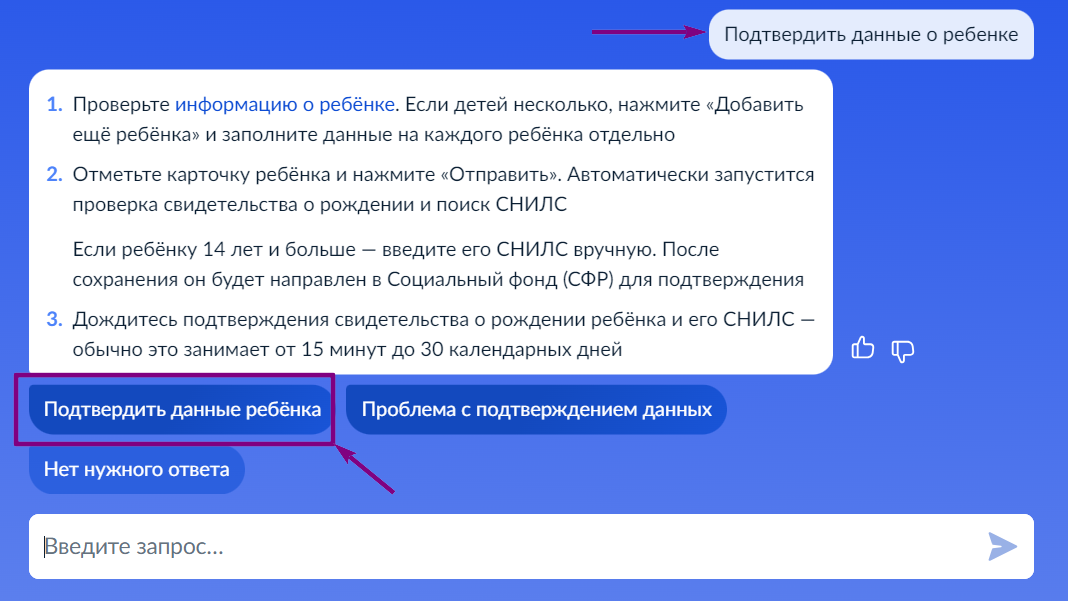 Подтвердить данные о ребенке
1. Проверьте информацию о ребёнке. Если детей несколько, нажмите «Добавить
ещё ребёнка» и заполните данные на каждого ребёнка отдельно
2. Отметьте карточку ребёнка и нажмите «Отправить». Автоматически запустится
проверка свидетельства о рождении и поиск СНИЛС
Если ребёнку 14 лет и больше — введите его СНИЛС вручную. После
сохранения он будет направлен в Социальный фонд (СФР) для подтверждения
3. Дождитесь подтверждения свидетельства о рождении ребёнка и его СНИЛС —
обычно это занимает от 15 минут до 30 календарных дней
Подтвердить данные ребёнка
Проблема с подтверждением данных
Нет нужного ответа
Введите запрос...